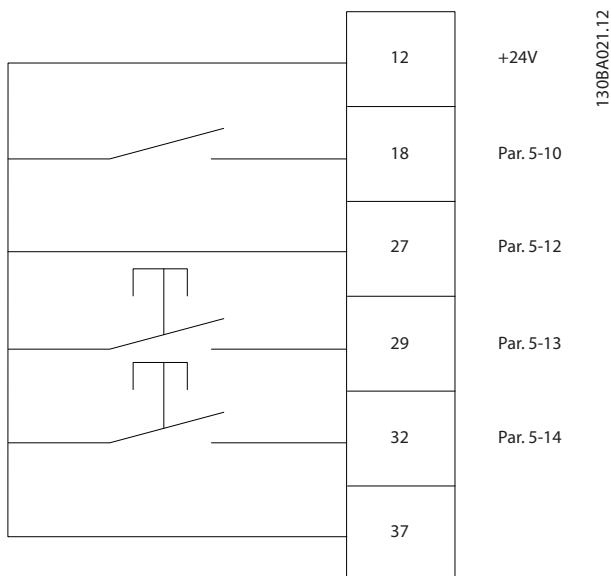 130BA021.12
12 +24V
18 Par. 5-10
27 Par. 5-12
29 Par. 5-13
32 Par. 5-14
37